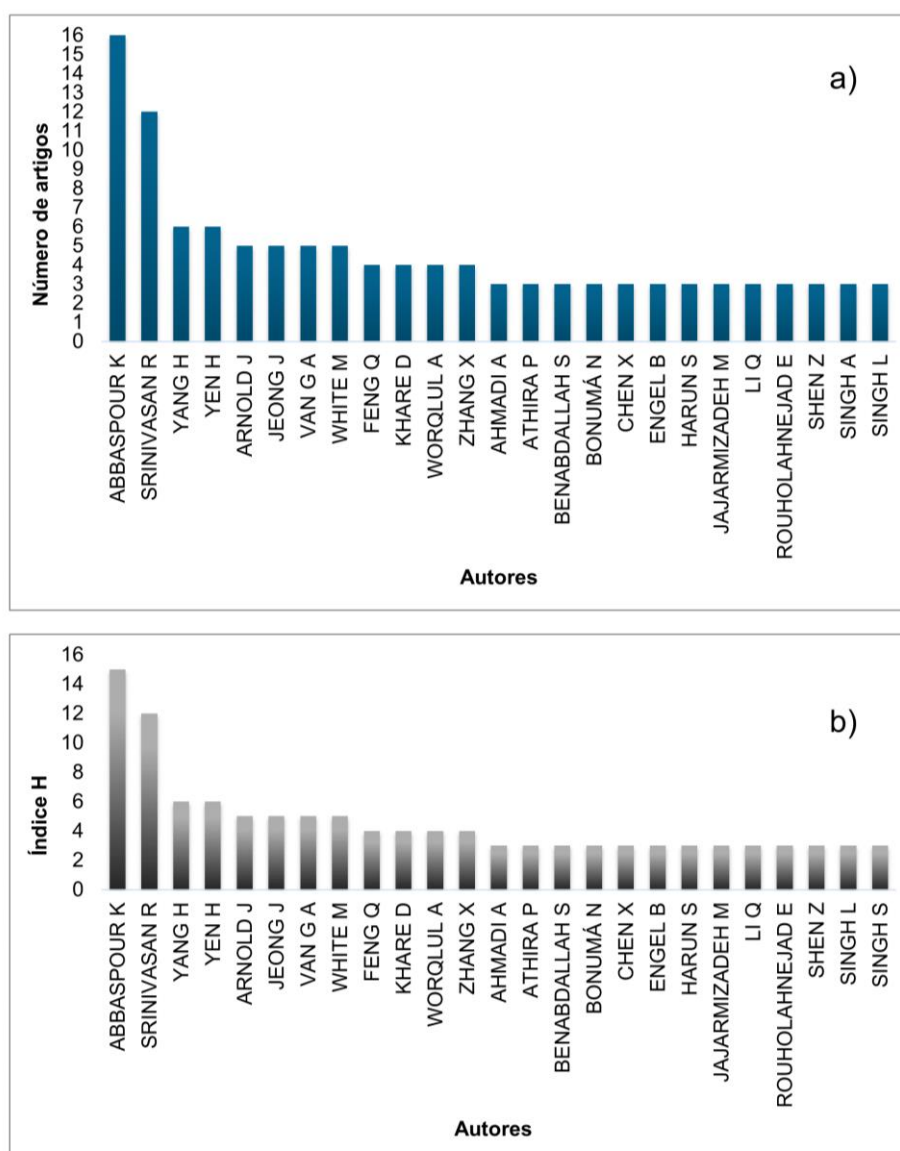 a)
Número de artigos
16
15
14
13
12
11
10
9
8
7
6
5
4
3
2
1
0
ABBASPOUR K
SRINIVASAN R
YANG H
YEN H
ARNOLD J
JEONG J
VAN G A
WHITE M
FENG Q
KHARE D
WORQLUL A
ZHANG X
AHMADI A
ATHIRA P
BENABDALLAH S
BONUMÁ N
CHEN X
ENGEL B
HARUN S
JAJARMIZADEH M
LI Q
ROUHOLAHNEJAD E
SHEN Z
SINGH A
SINGH L
Autores
b)
Índice H
16
14
12
10
8
6
4
2
0
ABBASPOUR K
SRINIVASAN R
YANG H
YEN H
ARNOLD J
JEONG J
VAN G A
WHITE M
FENG Q
KHARE D
WORQLUL A
ZHANG X
AHMADI A
ATHIRA P
BENABDALLAH S
BONUMÁ N
CHEN X
ENGEL B
HARUN S
JAJARMIZADEH M
LI Q
ROUHOLAHNEJAD E
SHEN Z
SINGH L
SINGH S
Autores